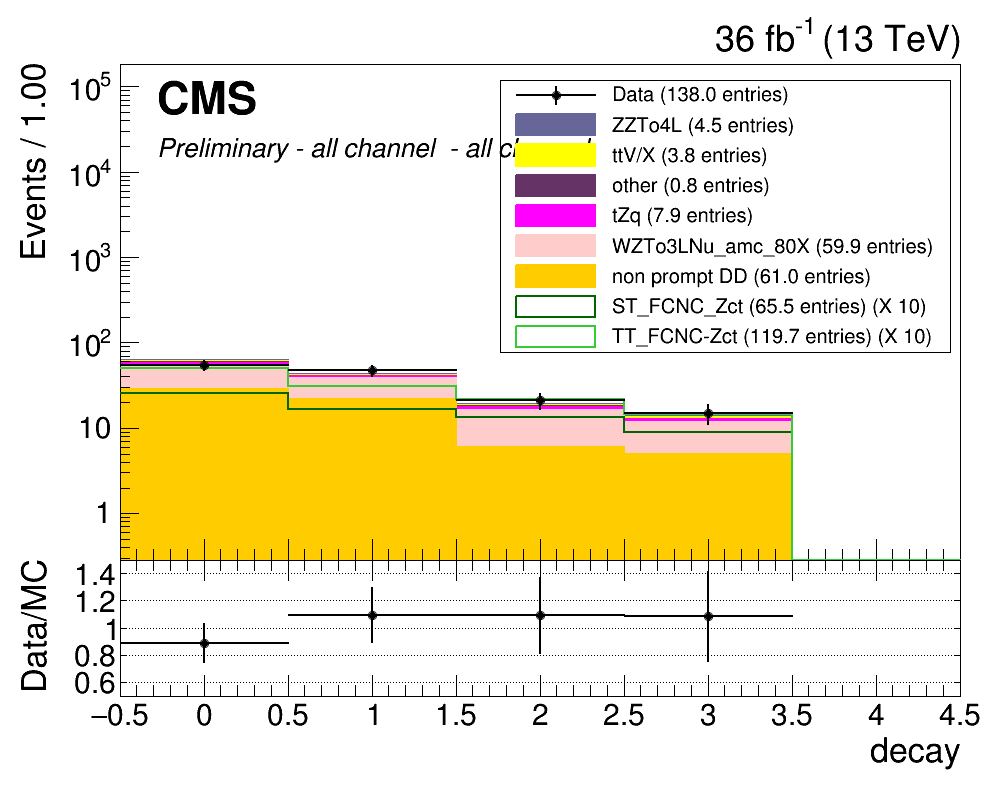 36 fb-1 (13 TeV)
Events / 1.00
CMS
Preliminary - all channel - all c
Data (138.0 entries)
ZZTo4L (4.5 entries)
ttV/X (3.8 entries)
other (0.8 entries)
tZq (7.9 entries)
WZTo3LNu_amc_80X (59.9 entries)
non prompt DD (61.0 entries)
ST_FCNC_Zct (65.5 entries) (X 10)
TT_FCNC-Zct (119.7 entries) (X 10)
10^5
10^4
10^3
10^2
10
1
Data/MC
1.4
1.2
1
0.8
0.6
−0.5 0 0.5 1 1.5 2 2.5 3 3.5 4 4.5
decay